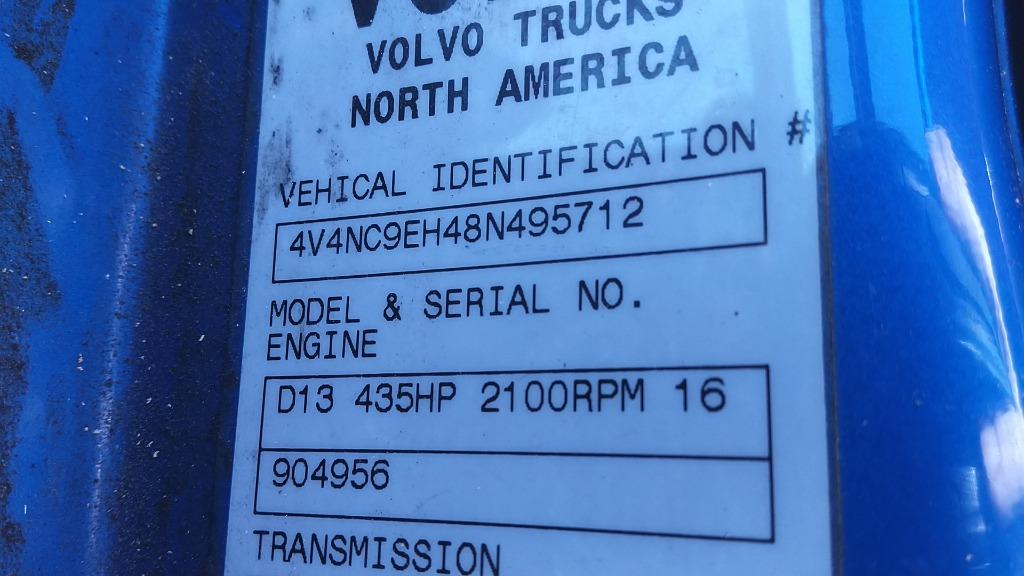 VOLVO TRUCKS
NORTH AMERICA
VEHICAL IDENTIFICATION #
4V4NC9EH48N495712
MODEL & SERIAL NO.
ENGINE
D13 435HP 2100RPM 16
904956
TRANSMISSION